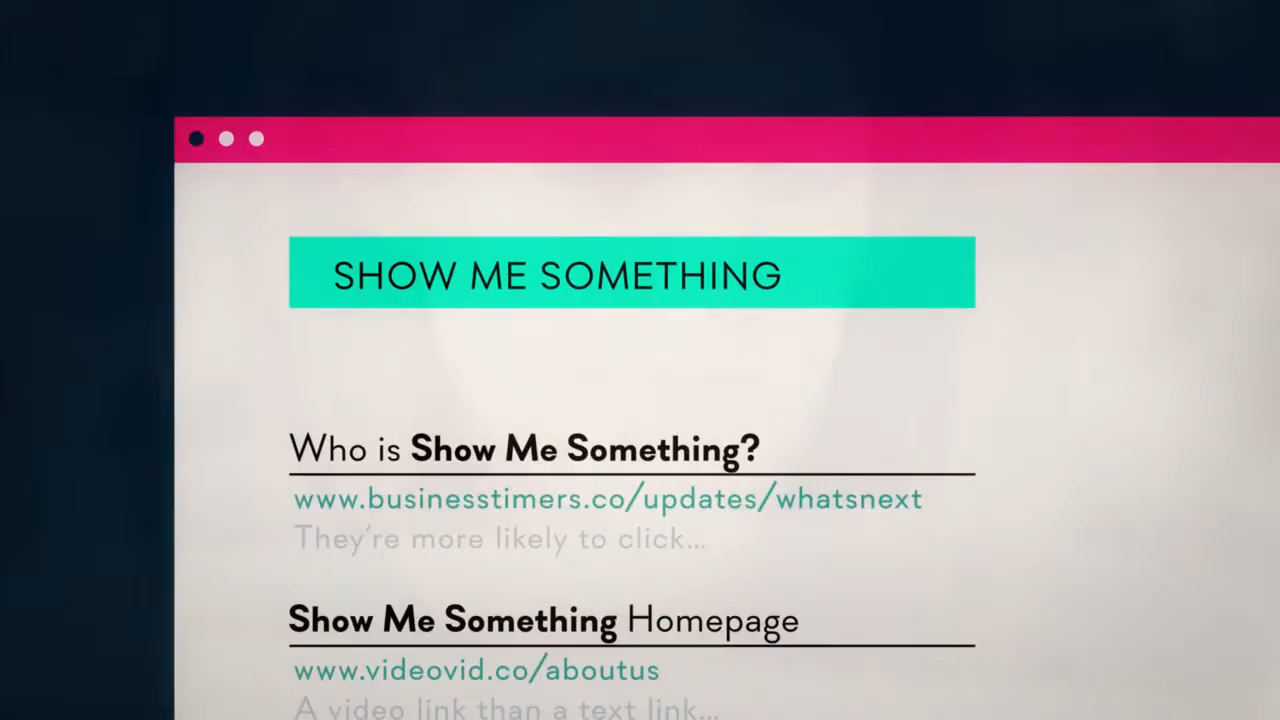 SHOW ME SOMETHING
Who is Show Me Something?
www.businesstimers.co/updates/whatsnext
They're more likely to click...
Show Me Something Homepage
www.videovid.co/aboutus
A video link than a text link...